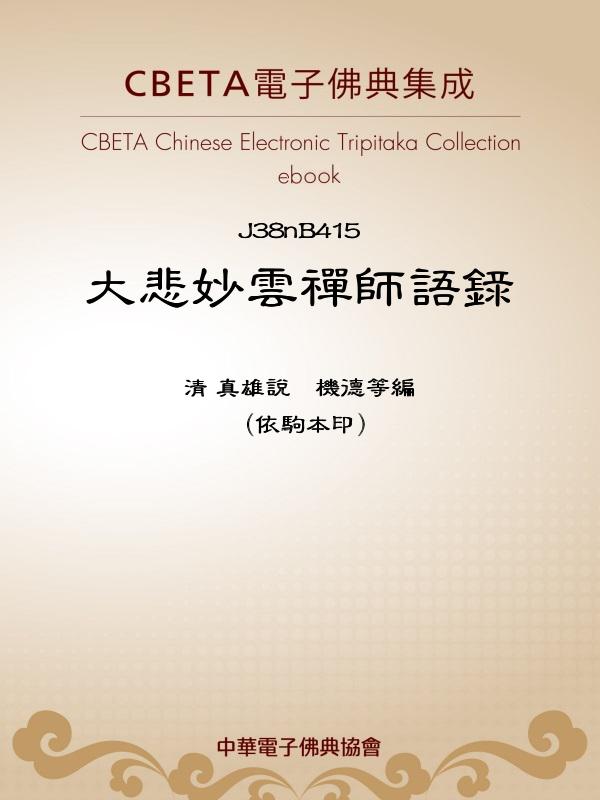 CBETA電子佛典集成
CBETA Chinese Electronic Tripitaka Collection
ebook
J38nB415
大悲妙雲禪師語錄
清 真雄說　機德等編
(依駒本印)
中華電子佛典協會